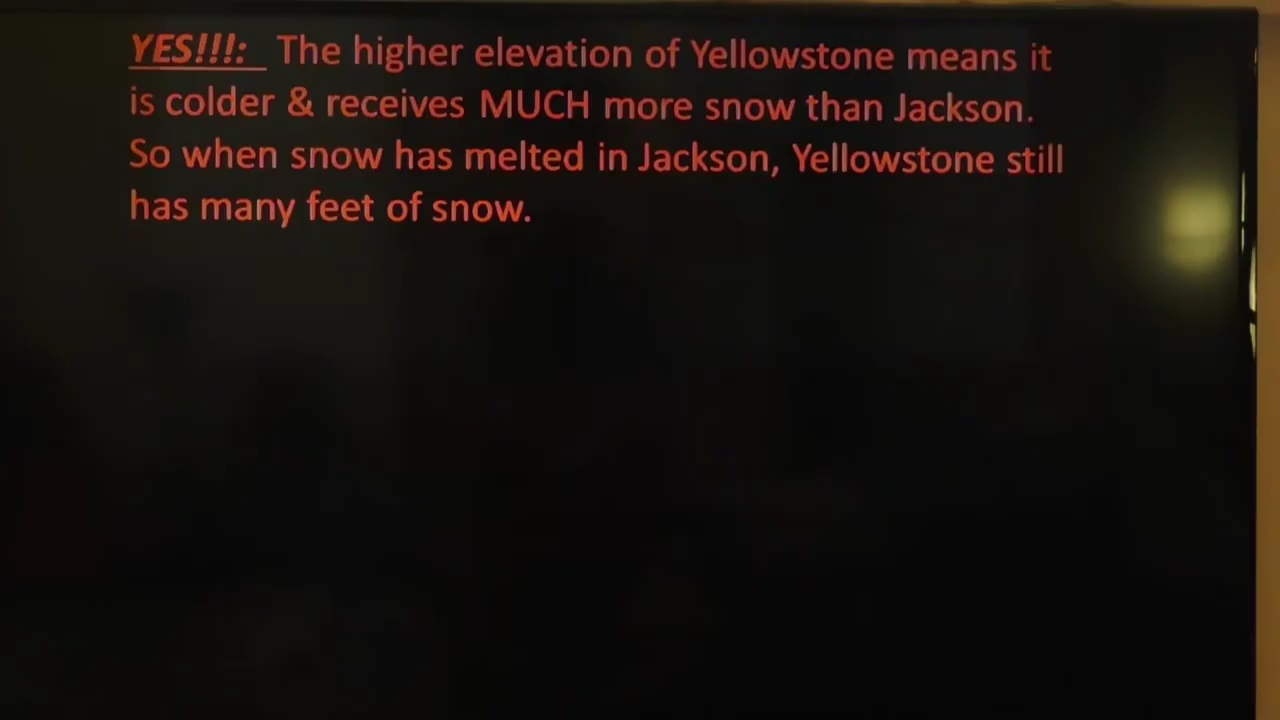 YES!!!: The higher elevation of Yellowstone means it
is colder & receives MUCH more snow than Jackson.
So when snow has melted in Jackson, Yellowstone still
has many feet of snow.